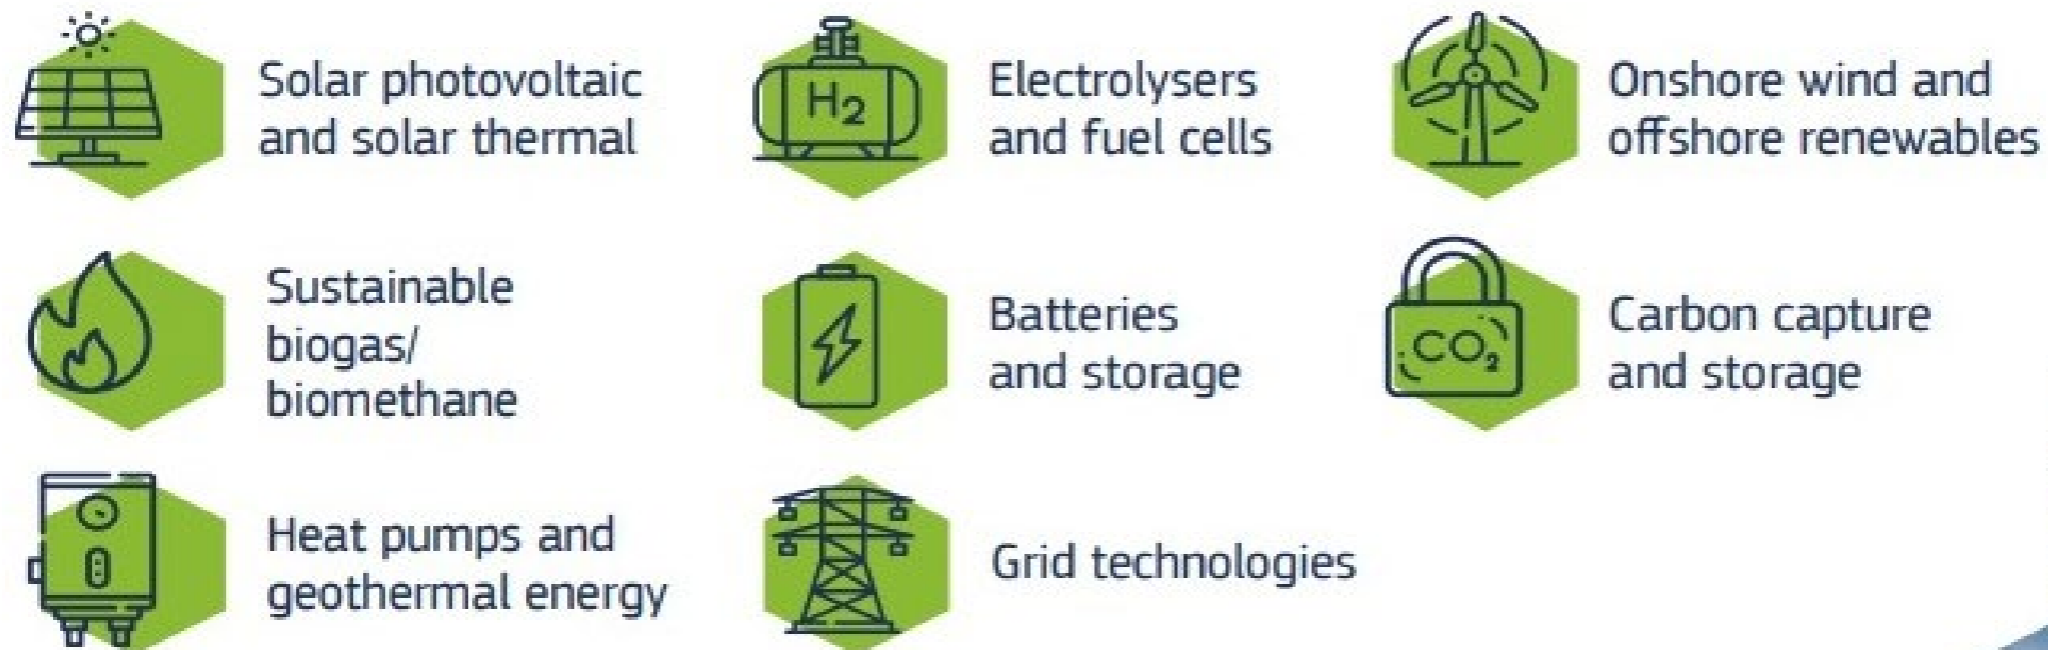 Solar photovoltaic
and solar thermal
H2
Electrolysers
and fuel cells
Onshore wind and
offshore renewables
Sustainable
biogas/
biomethane
Batteries
and storage
CO2
Carbon capture
and storage
Heat pumps and
geothermal energy
Grid technologies